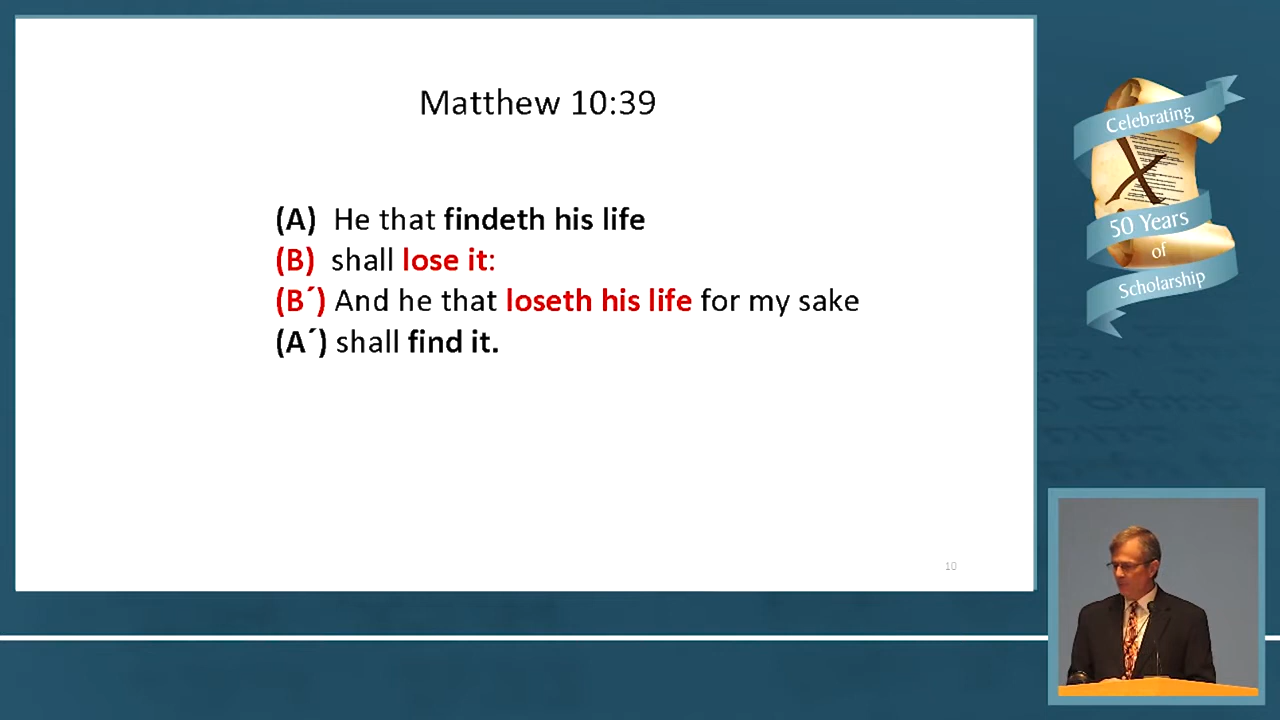 Matthew 10:39
(A) He that findeth his life
(B) shall lose it:
(B´) And he that loseth his life for my sake
(A´) shall find it.
10
Celebrating
X
50 Years
of
Scholarship